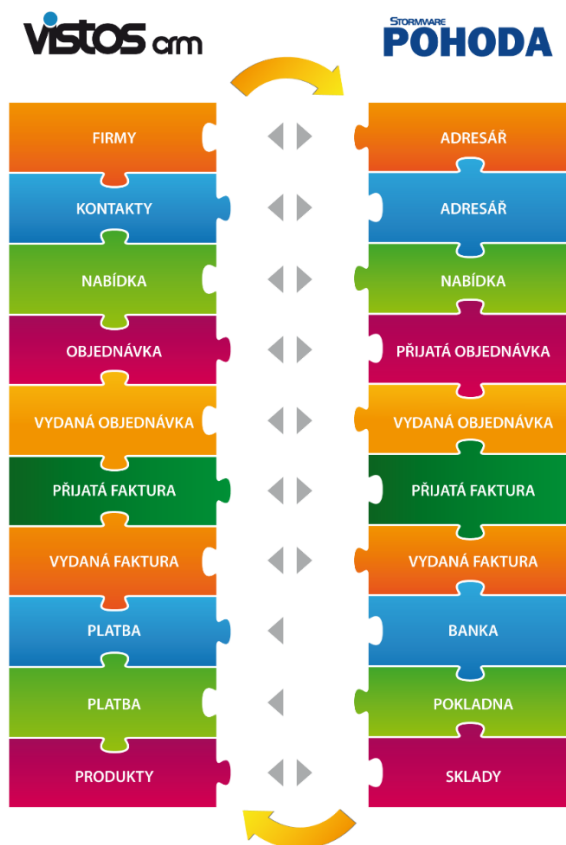 vistos crm
STORMWARE
POHODA
FIRMY
ADRESÁŘ
KONTAKTY
ADRESÁŘ
NABÍDKA
NABÍDKA
OBJEDNÁVKA
PŘIJATÁ OBJEDNÁVKA
VYDANÁ OBJEDNÁVKA
VYDANÁ OBJEDNÁVKA
PŘIJATÁ FAKTURA
PŘIJATÁ FAKTURA
VYDANÁ FAKTURA
VYDANÁ FAKTURA
PLATBA
BANKA
PLATBA
POKLADNA
PRODUKTY
SKLADY